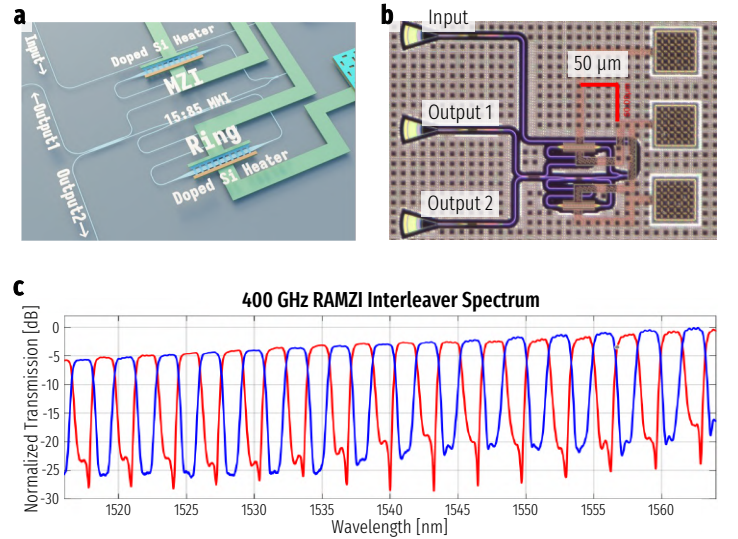 a
Input→
Doped Si Heater
MZI
←Output1
15:85 MMI
Ring
Doped Si Heater
Output2→
b
Input
50 µm
Output 1
Output 2
c
400 GHz RAMZI Interleaver Spectrum
Normalized Transmission [dB]
0
-5
-10
-15
-20
-25
-30
1520
1525
1530
1535
1540
1545
1550
1555
1560
Wavelength [nm]